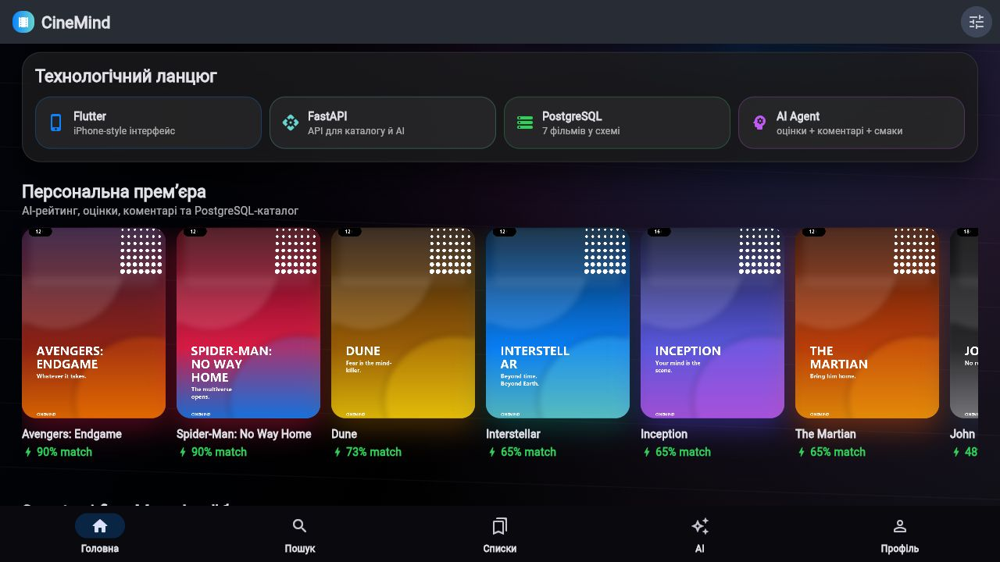 CineMind
Технологічний ланцюг
Flutter
iPhone-style інтерфейс
FastAPI
API для каталогу й AI
PostgreSQL
7 фільмів у схемі
AI Agent
оцінки + коментарі + смаки
Персональна прем’єра
AI-рейтинг, оцінки, коментарі та PostgreSQL-каталог
12
12
12
12
16
12
18
AVENGERS:
ENDGAME
Whatever it takes.
CINEMIND
SPIDER-MAN:
NO WAY
HOME
The multiverse
opens.
CINEMIND
DUNE
Fear is the mind-
killer.
CINEMIND
INTERSTELL
AR
Beyond time.
Beyond Earth.
CINEMIND
INCEPTION
Your mind is the
scene.
CINEMIND
THE
MARTIAN
Bring him home.
CINEMIND
JO
No
Avengers: Endgame
90% match
Spider-Man: No Way Home
90% match
Dune
73% match
Interstellar
65% match
Inception
65% match
The Martian
65% match
John
48
Головна
Пошук
Списки
AI
Профіль